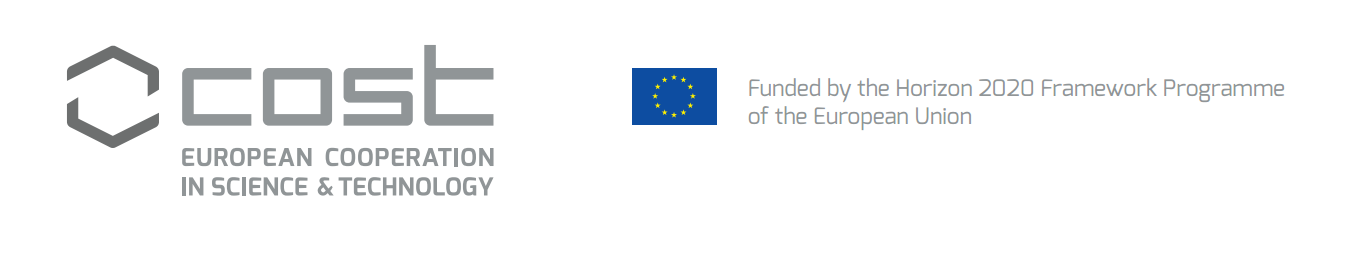 cost
EUROPEAN COOPERATION
IN SCIENCE & TECHNOLOGY
Funded by the Horizon 2020 Framework Programme
of the European Union